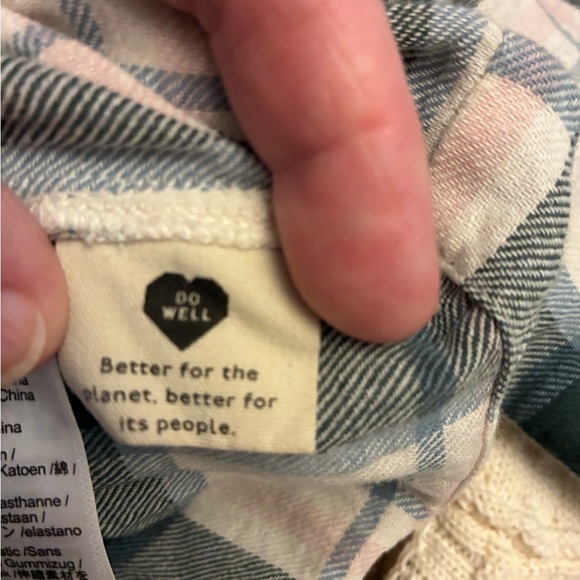 DO
WELL
Better for the
planet, better for
its people.
China
ina
n /
Katoen /綿 /
asthanne /
staan /
ン /elastano
stic /Sans
Gummizug /